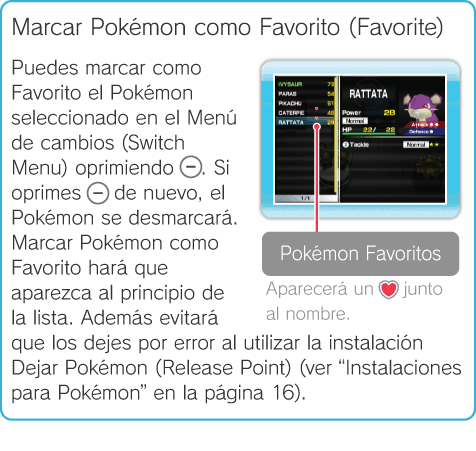 Marcar Pokémon como Favorito (Favorite)
Puedes marcar como
Favorito el Pokémon
seleccionado en el Menú
de cambios (Switch
Menu) oprimiendo ⊖. Si
oprimes ⊖ de nuevo, el
Pokémon se desmarcará.
Marcar Pokémon como
Favorito hará que
aparezca al principio de
la lista. Además evitará
que los dejes por error al utilizar la instalación
Dejar Pokémon (Release Point) (ver “Instalaciones
para Pokémon” en la página 16).
IVYSAUR 73
PARAS 54
PIKACHU 51
CATERPIE 48
RATTATA 29
1/1
RATTATA
Power 28
Normal
HP 22/ 22
Attack
Defense
Tackle Normal ★★
Pokémon Favoritos
Aparecerá un ♥ junto
al nombre.